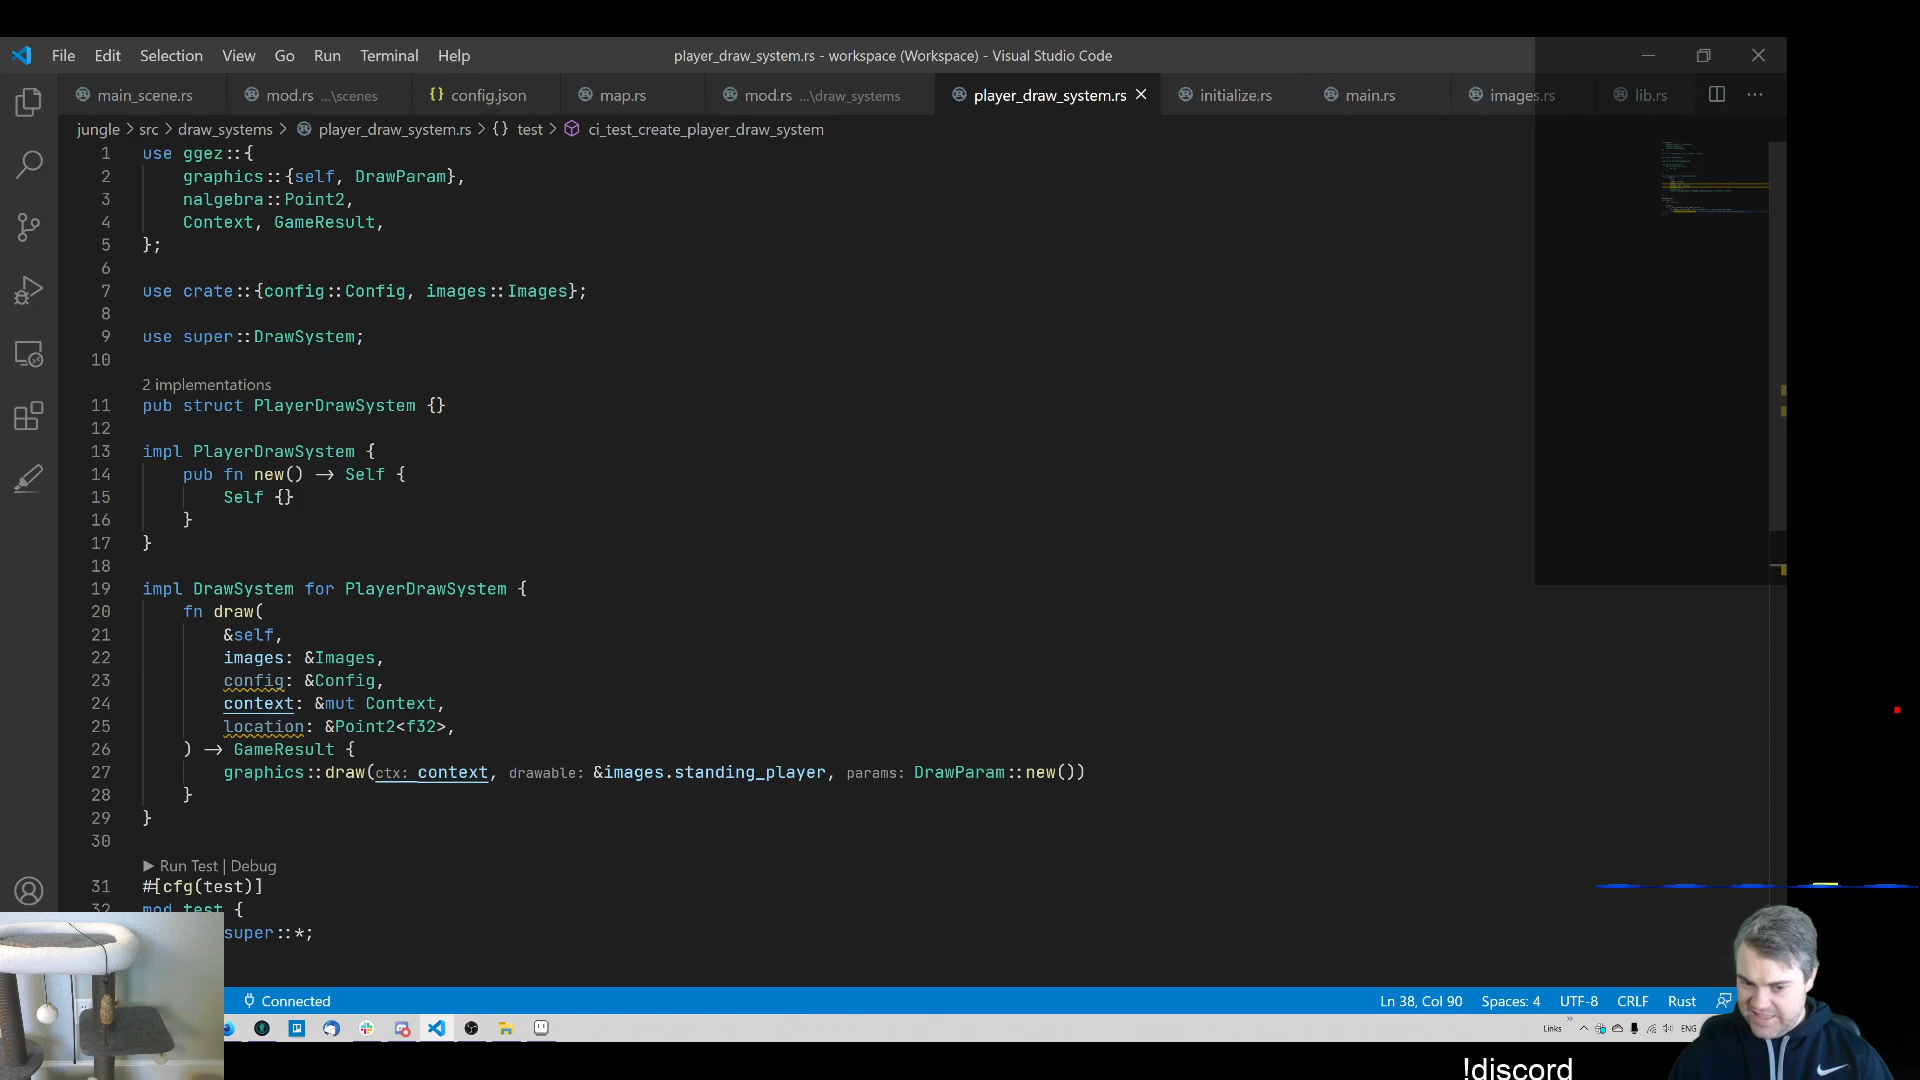 File Edit Selection View Go Run Terminal Help player_draw_system.rs - workspace (Workspace) - Visual Studio Code
main_scene.rs mod.rs ...\scenes {} config.json map.rs mod.rs ...\draw_systems player_draw_system.rs initialize.rs main.rs images.rs lib.rs
jungle > src > draw_systems > player_draw_system.rs > {} test > ci_test_create_player_draw_system
1 use ggez::{
2 graphics::{self, DrawParam},
3 nalgebra::Point2,
4 Context, GameResult,
5 };
6
7 use crate::{config::Config, images::Images};
8
9 use super::DrawSystem;
10
2 implementations
11 pub struct PlayerDrawSystem {}
12
13 impl PlayerDrawSystem {
14 pub fn new() -> Self {
15 Self {}
16 }
17 }
18
19 impl DrawSystem for PlayerDrawSystem {
20 fn draw(
21 &self,
22 images: &Images,
23 config: &Config,
24 context: &mut Context,
25 location: &Point2<f32>,
26 ) -> GameResult {
27 graphics::draw(ctx: context, drawable: &images.standing_player, params: DrawParam::new())
28 }
29 }
30
▶ Run Test | Debug
31 #[cfg(test)]
32 mod test {
super::*;
Connected Ln 38, Col 90 Spaces: 4 UTF-8 CRLF Rust
Links ENG
!discord